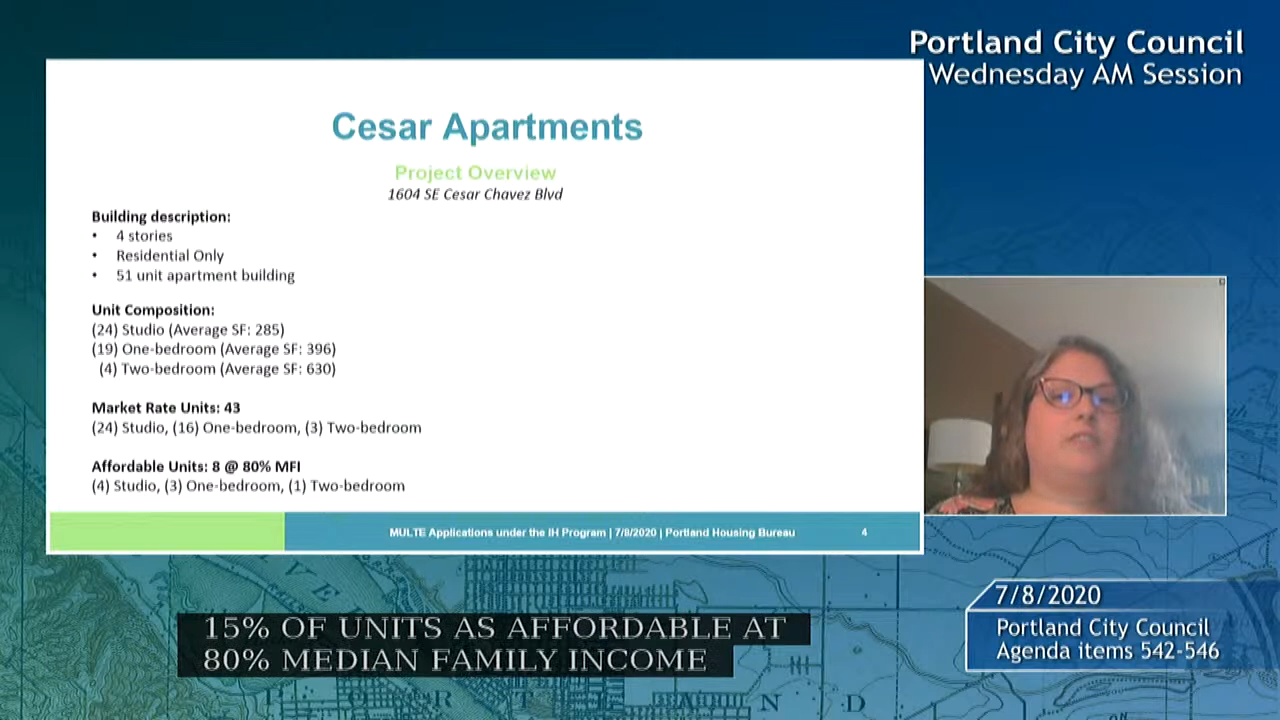 Portland City Council
Wednesday AM Session
Cesar Apartments
Project Overview
1604 SE Cesar Chavez Blvd
Building description:
• 4 stories
• Residential Only
• 51 unit apartment building
Unit Composition:
(24) Studio (Average SF: 285)
(19) One-bedroom (Average SF: 396)
(4) Two-bedroom (Average SF: 630)
Market Rate Units: 43
(24) Studio, (16) One-bedroom, (3) Two-bedroom
Affordable Units: 8 @ 80% MFI
(4) Studio, (3) One-bedroom, (1) Two-bedroom
MULTE Applications under the IH Program | 7/8/2020 | Portland Housing Bureau
4
15% OF UNITS AS AFFORDABLE AT
80% MEDIAN FAMILY INCOME
7/8/2020
Portland City Council
Agenda items 542-546